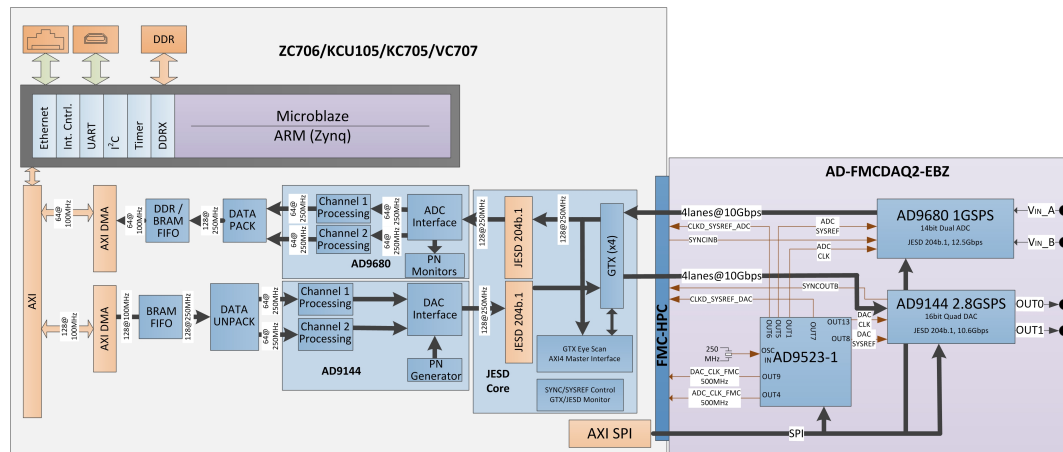 ZC706/KCU105/KC705/VC707
DDR
Ethernet
Int. Cntrl.
UART
I²C
Timer
DDRX
Microblaze
ARM (Zynq)
AXI
64@
100MHz
AXI DMA
64@
100MHz
DDR /
BRAM
FIFO
128@
250MHz
DATA
PACK
64@
250MHz
64@
250MHz
Channel 1
Processing
Channel 2
Processing
64@
250MHz
64@
250MHz
ADC
Interface
PN
Monitors
AD9680
128@250MHz
JESD 204b.1
128@250MHz
GTX (x4)
128@
100MHz
AXI DMA
128@100MHz
BRAM
FIFO
128@250MHz
DATA
UNPACK
64@
250MHz
64@
250MHz
Channel 1
Processing
Channel 2
Processing
DAC
Interface
PN
Generator
AD9144
128@250MHz
JESD 204b.1
GTX Eye Scan
AXI4 Master Interface
SYNC/SYSREF Control
GTX/JESD Monitor
JESD
Core
AXI SPI
FMC-HPC
AD-FMCDAQ2-EBZ
4lanes@10Gbps
CLKD_SYSREF_ADC
SYNCINB
ADC
SYSREF
ADC
CLK
AD9680 1GSPS
14bit Dual ADC
JESD 204b.1, 12.5Gbps
VIN_A
VIN_B
4lanes@10Gbps
SYNCOUTB
CLKD_SYSREF_DAC
AD9144 2.8GSPS
16bit Quad DAC
JESD 204b.1, 10.6Gbps
OUT0
OUT1
DAC
CLK
DAC
SYSREF
OUT6
OUT5
OUT1
OUT7
OUT13
OUT8
250
MHz
OSC
IN
AD9523-1
OUT9
OUT4
DAC_CLK_FMC
500MHz
ADC_CLK_FMC
500MHz
SPI